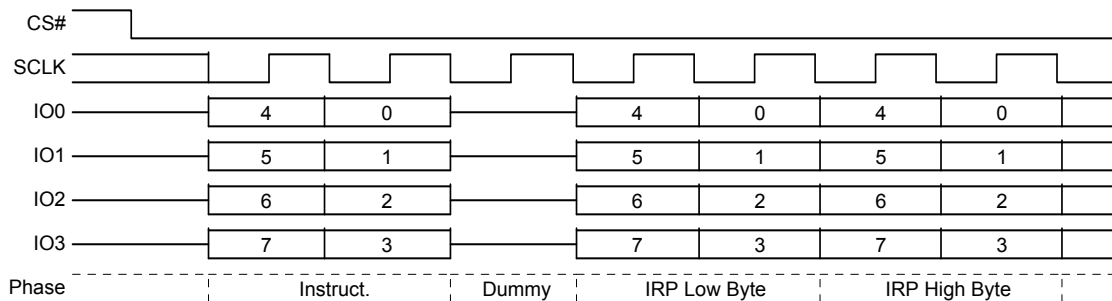 CS#
SCLK
IO0 4 0 4 0 4 0
IO1 5 1 5 1 5 1
IO2 6 2 6 2 6 2
IO3 7 3 7 3 7 3
Phase Instruct. Dummy IRP Low Byte IRP High Byte